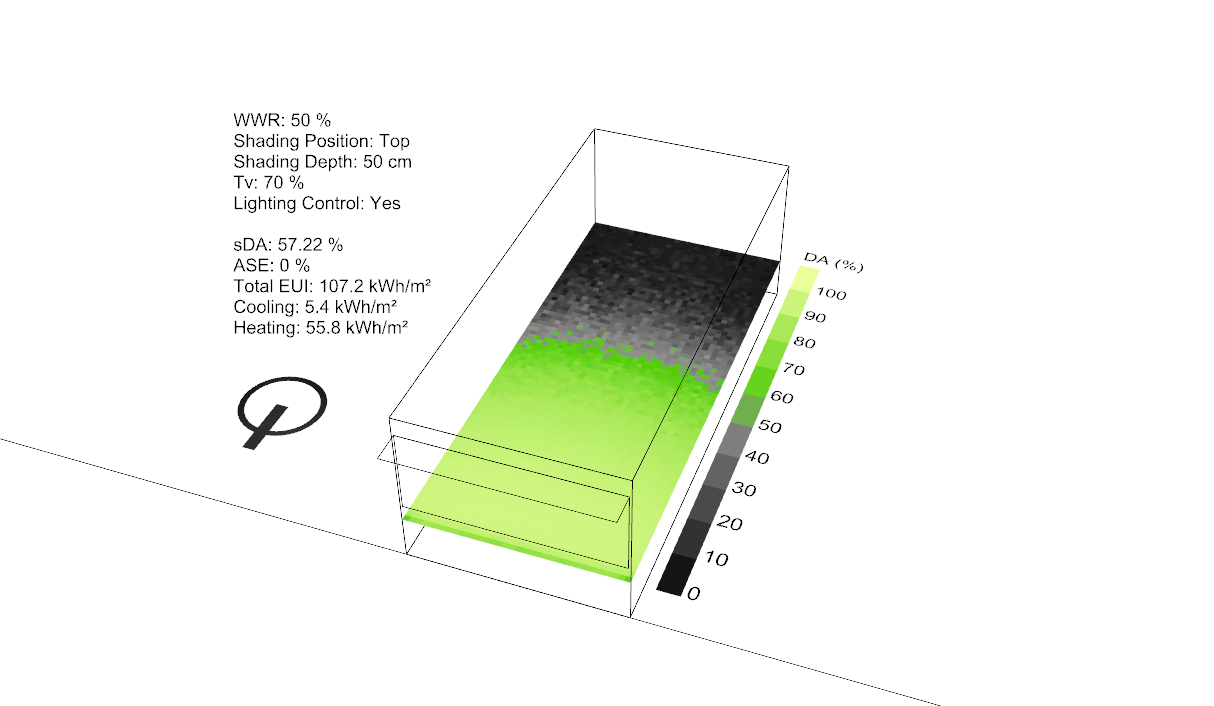 WWR: 50 %
Shading Position: Top
Shading Depth: 50 cm
Tv: 70 %
Lighting Control: Yes
sDA: 57.22 %
ASE: 0 %
Total EUI: 107.2 kWh/m²
Cooling: 5.4 kWh/m²
Heating: 55.8 kWh/m²
DA (%)
100
90
80
70
60
50
40
30
20
10
0